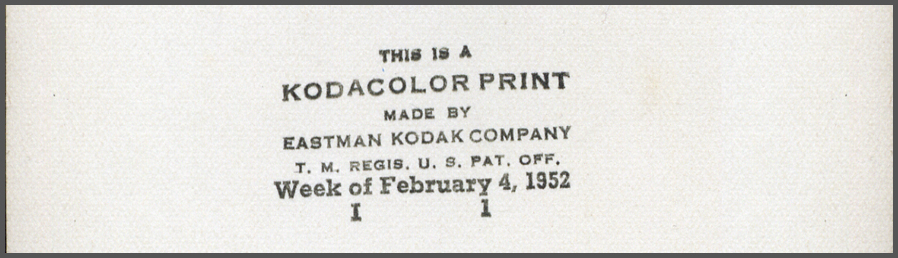 THIS IS A
KODACOLOR PRINT
MADE BY
EASTMAN KODAK COMPANY
T. M. REGIS. U. S. PAT. OFF.
Week of February 4, 1952
I 1